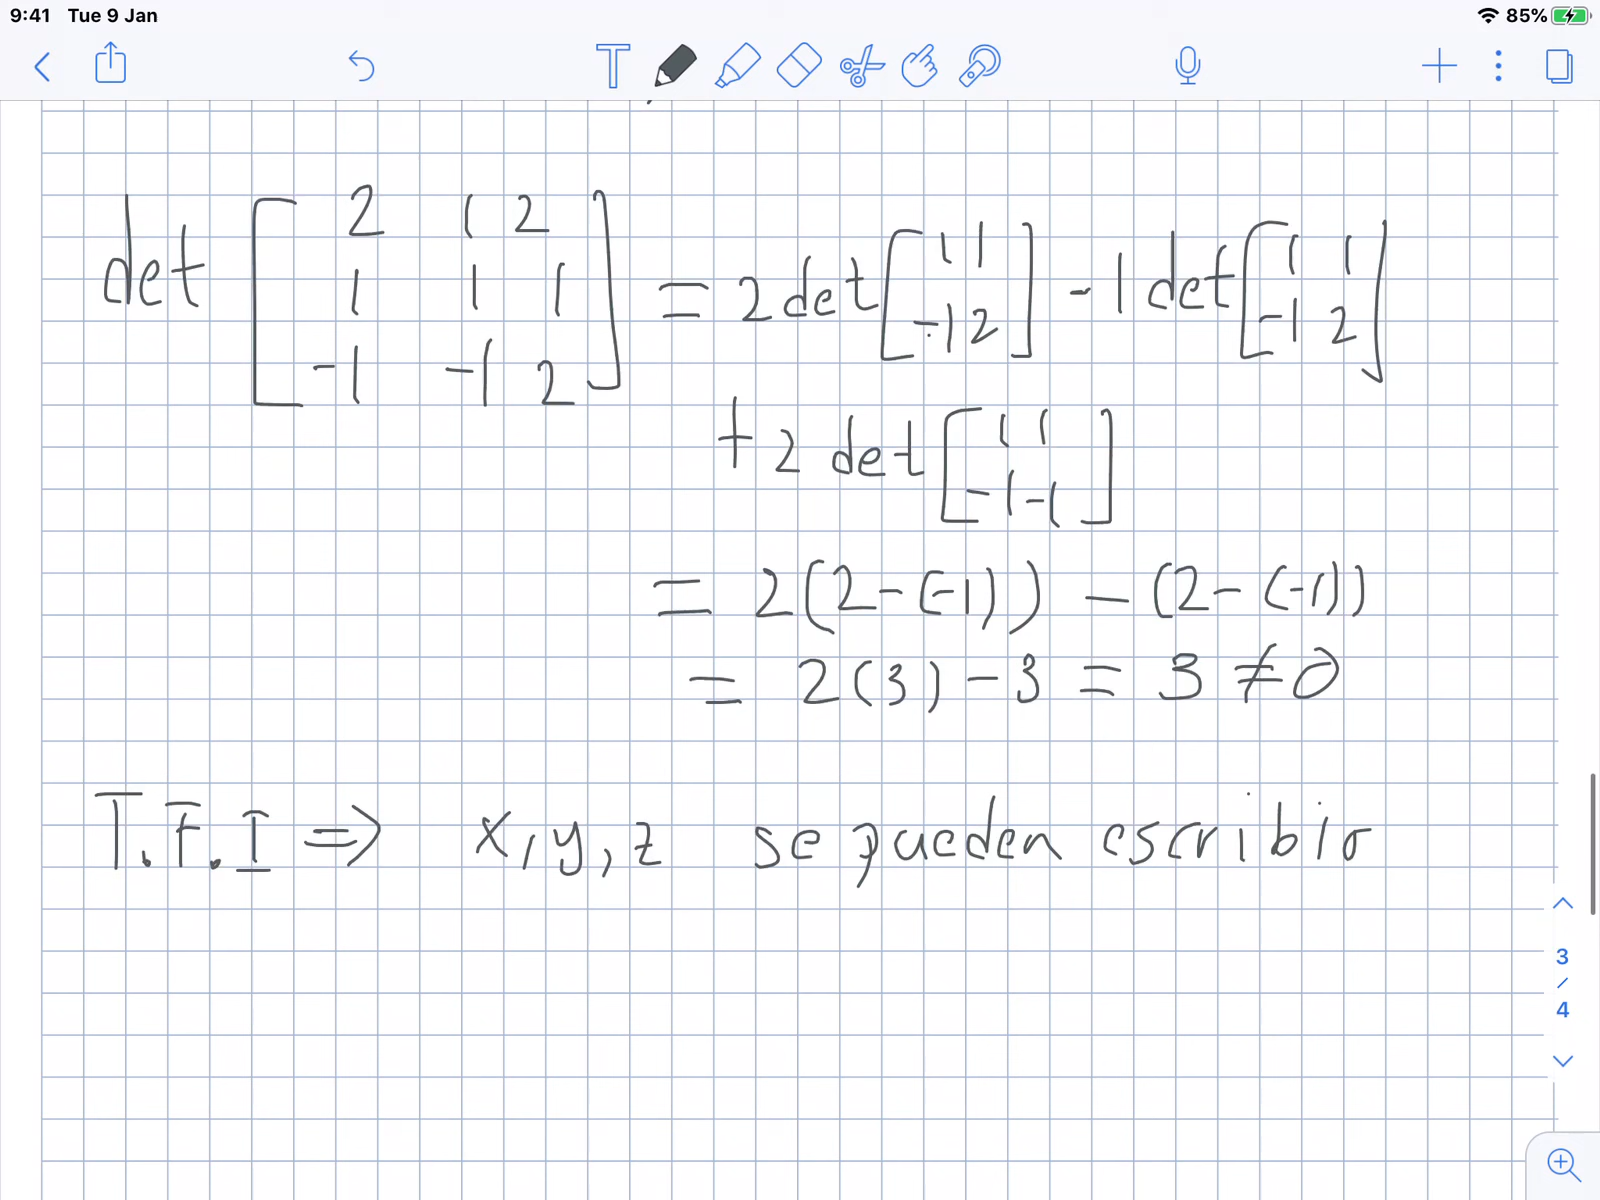 9:41 Tue 9 Jan 85%
det [ 2 1 2 ; 1 1 1 ; -1 -1 2 ] = 2 det [ 1 1 ; -1 2 ] - 1 det [ 1 1 ; -1 2 ]
+ 2 det [ 1 1 ; -1 -1 ]
= 2(2-(-1)) - (2-(-1))
= 2(3) - 3 = 3 ≠ 0
T.F.I ⇒ x, y, z se pueden escribir
3
/
4